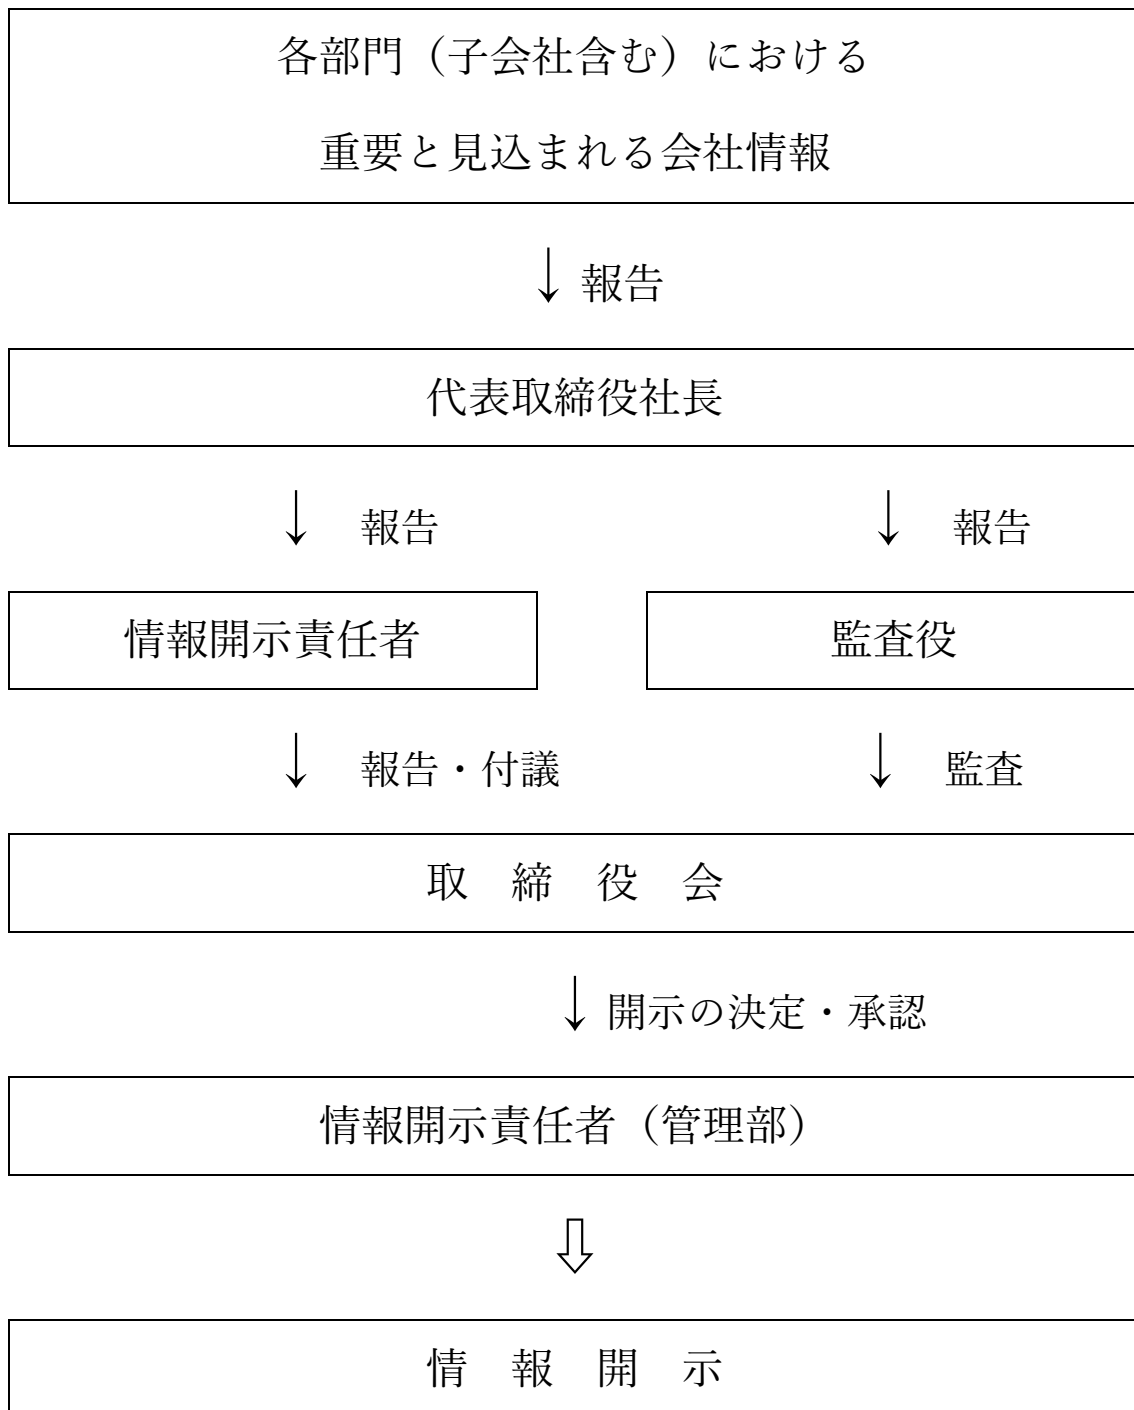 各部門（子会社含む）における
重要と見込まれる会社情報
↓ 報告
代表取締役社長
↓　報告　↓　報告
情報開示責任者　監査役
↓　報告・付議　↓　監査
取　締　役　会
↓ 開示の決定・承認
情報開示責任者（管理部）
⇩
情　報　開　示